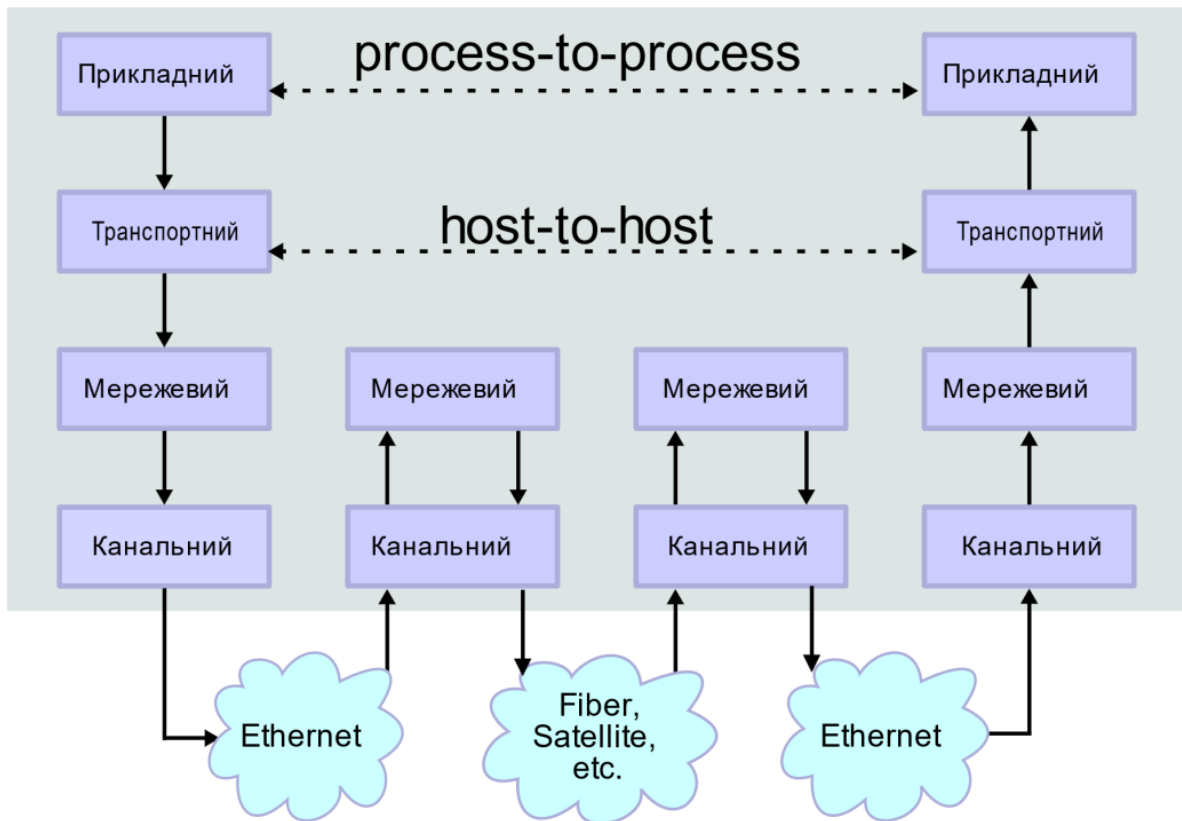 process-to-process
Прикладний
Прикладний
host-to-host
Транспортний
Транспортний
Мережевий
Мережевий
Мережевий
Мережевий
Канальний
Канальний
Канальний
Канальний
Ethernet
Fiber,
Satellite,
etc.
Ethernet